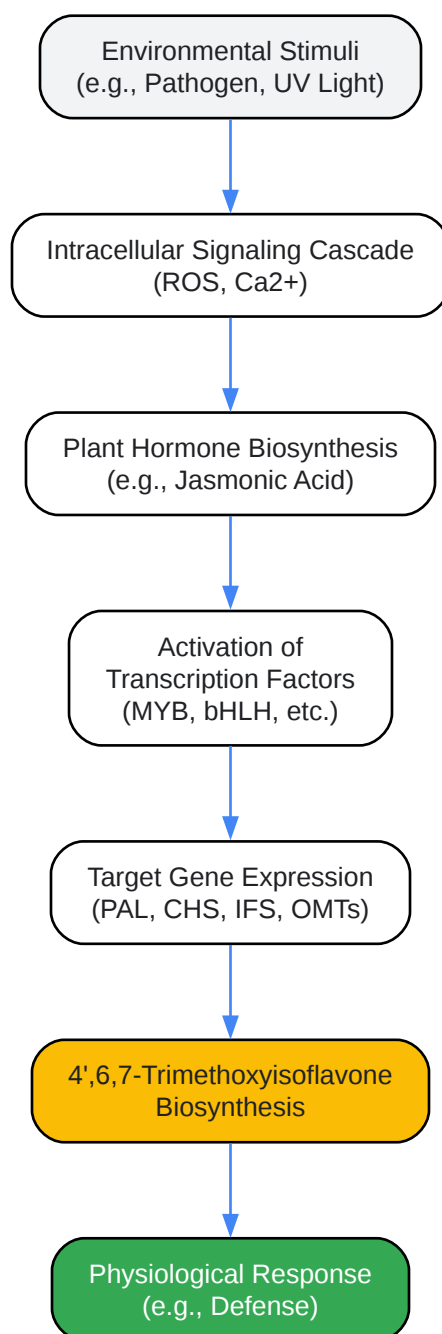 Environmental Stimuli
(e.g., Pathogen, UV Light)
Intracellular Signaling Cascade
(ROS, Ca2+)
Plant Hormone Biosynthesis
(e.g., Jasmonic Acid)
Activation of
Transcription Factors
(MYB, bHLH, etc.)
Target Gene Expression
(PAL, CHS, IFS, OMTs)
4',6,7-Trimethoxyisoflavone
Biosynthesis
Physiological Response
(e.g., Defense)